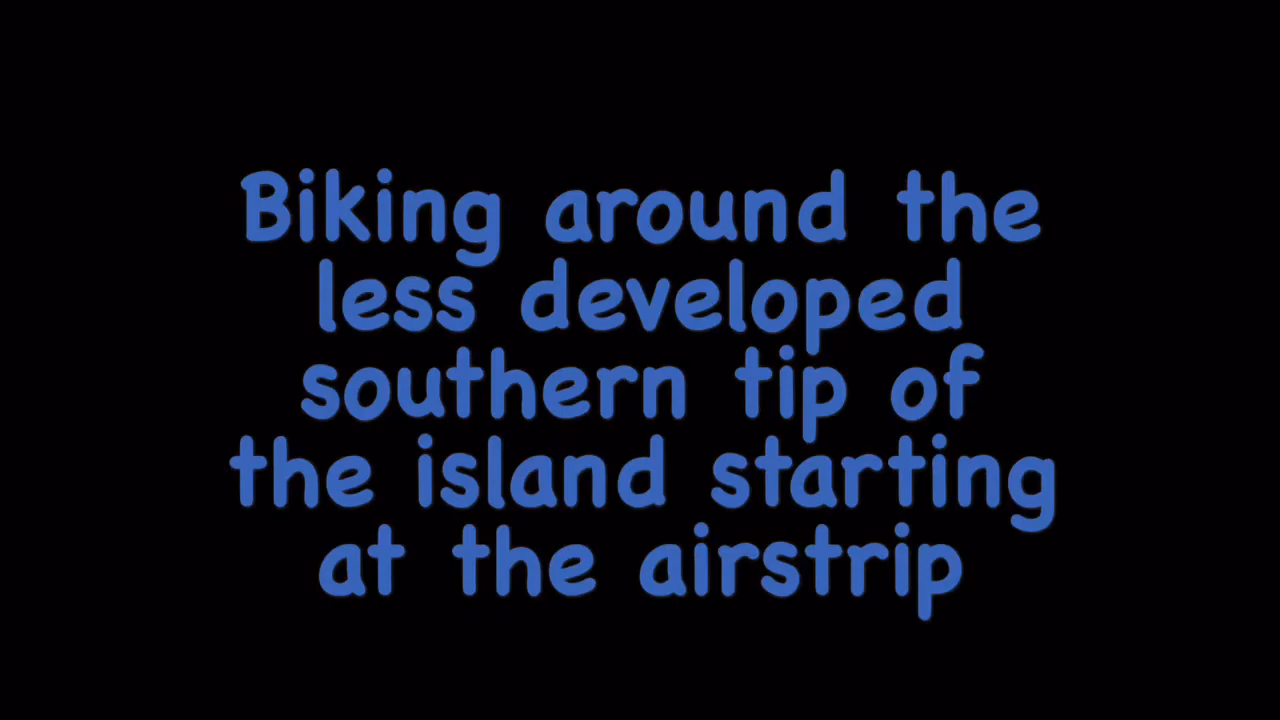 Biking around the
less developed
southern tip of
the island starting
at the airstrip